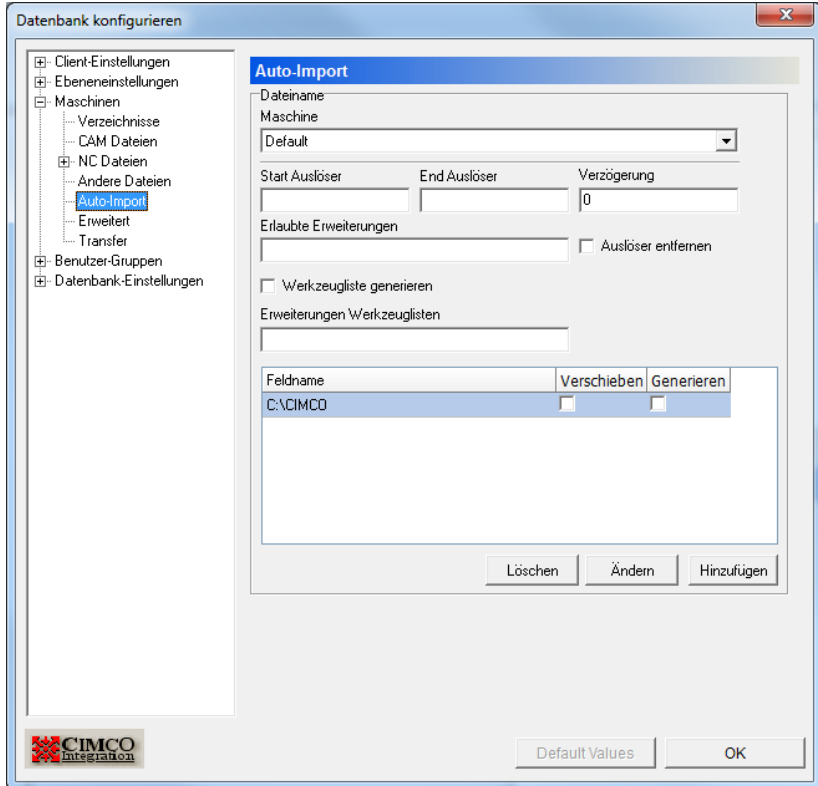 Datenbank konfigurieren
Client-Einstellungen
Ebeneneinstellungen
Maschinen
Verzeichnisse
CAM Dateien
NC Dateien
Andere Dateien
Auto-Import
Erweitert
Transfer
Benutzer-Gruppen
Datenbank-Einstellungen
Auto-Import
Dateiname
Maschine
Default
Start Auslöser End Auslöser Verzögerung
0
Erlaubte Erweiterungen
Auslöser entfernen
Werkzeugliste generieren
Erweiterungen Werkzeuglisten
Feldname Verschieben Generieren
C:\CIMCO
Löschen Ändern Hinzufügen
CIMCO
Integration
Default Values OK